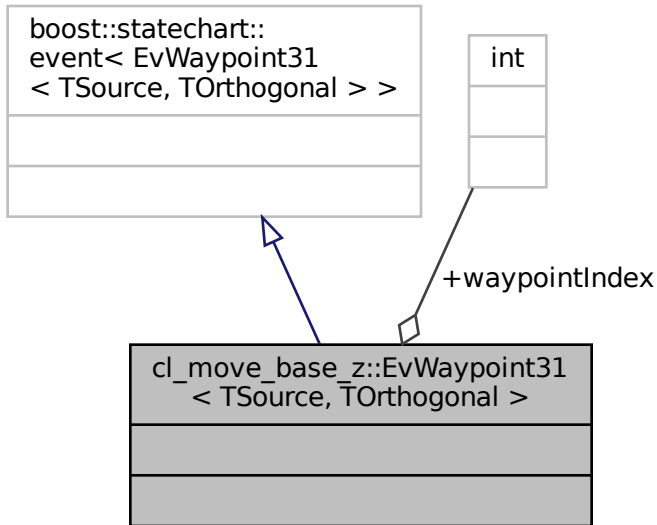 boost::statechart::
event< EvWaypoint31
< TSource, TOrthogonal > >
int
+waypointIndex
cl_move_base_z::EvWaypoint31
< TSource, TOrthogonal >